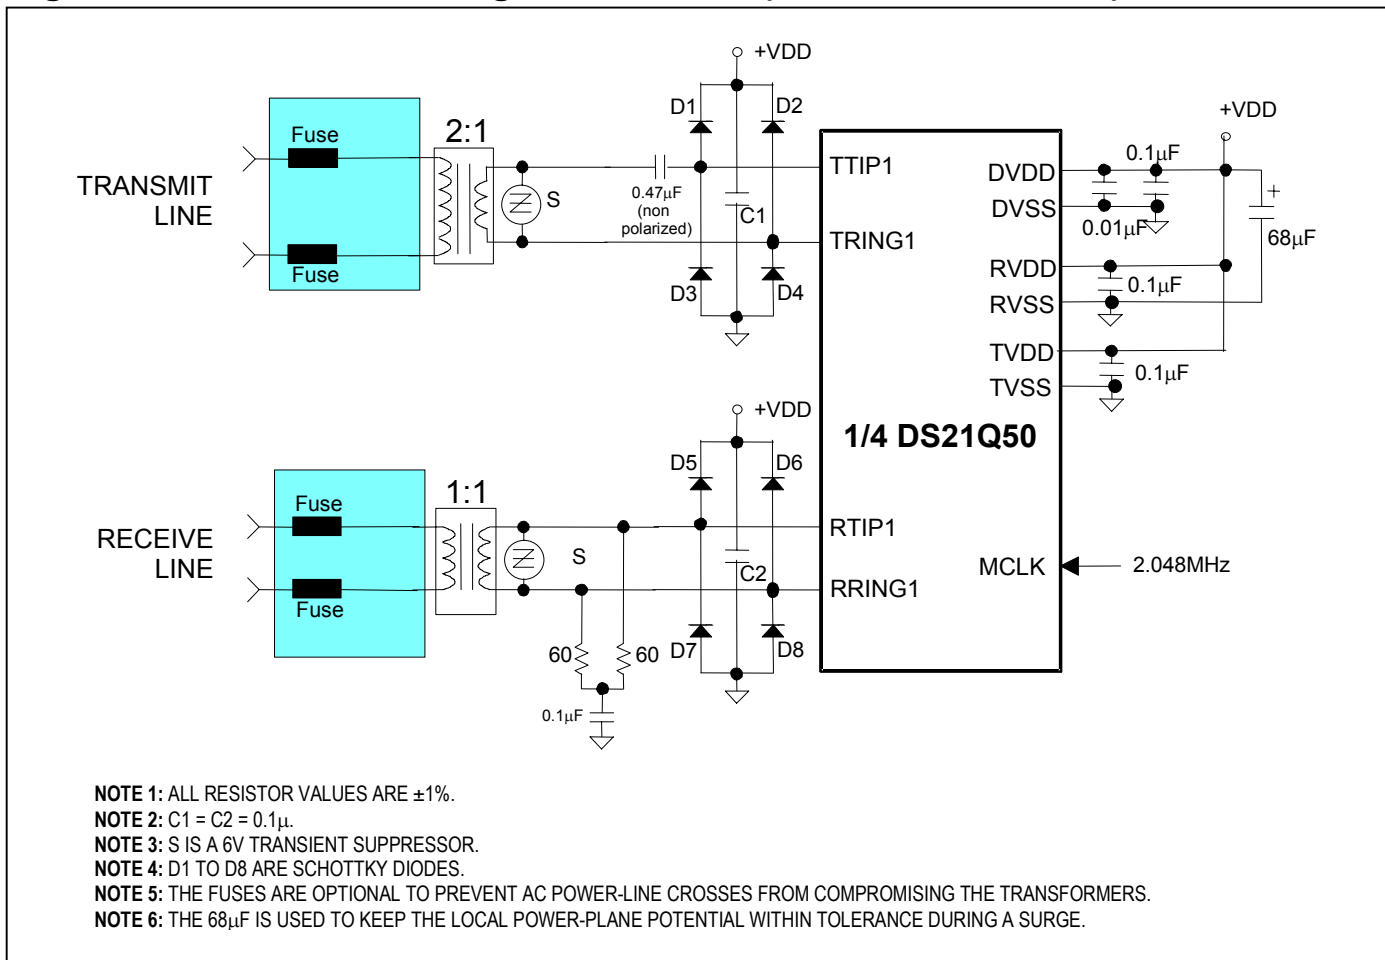 +VDD
D1
D2
Fuse
2:1
TTIP1
TRANSMIT
LINE
S
0.47µF
(non
polarized)
C1
TRING1
Fuse
D3
D4
+VDD
0.1µF
DVDD
DVSS
0.01µF
+
68µF
RVDD
0.1µF
RVSS
TVDD
0.1µF
TVSS
+VDD
1/4 DS21Q50
D5
D6
Fuse
1:1
RTIP1
RECEIVE
LINE
S
C2
RRING1
MCLK
2.048MHz
Fuse
60
60
D7
D8
0.1µF
NOTE 1: ALL RESISTOR VALUES ARE ±1%.
NOTE 2: C1 = C2 = 0.1µ.
NOTE 3: S IS A 6V TRANSIENT SUPPRESSOR.
NOTE 4: D1 TO D8 ARE SCHOTTKY DIODES.
NOTE 5: THE FUSES ARE OPTIONAL TO PREVENT AC POWER-LINE CROSSES FROM COMPROMISING THE TRANSFORMERS.
NOTE 6: THE 68µF IS USED TO KEEP THE LOCAL POWER-PLANE POTENTIAL WITHIN TOLERANCE DURING A SURGE.